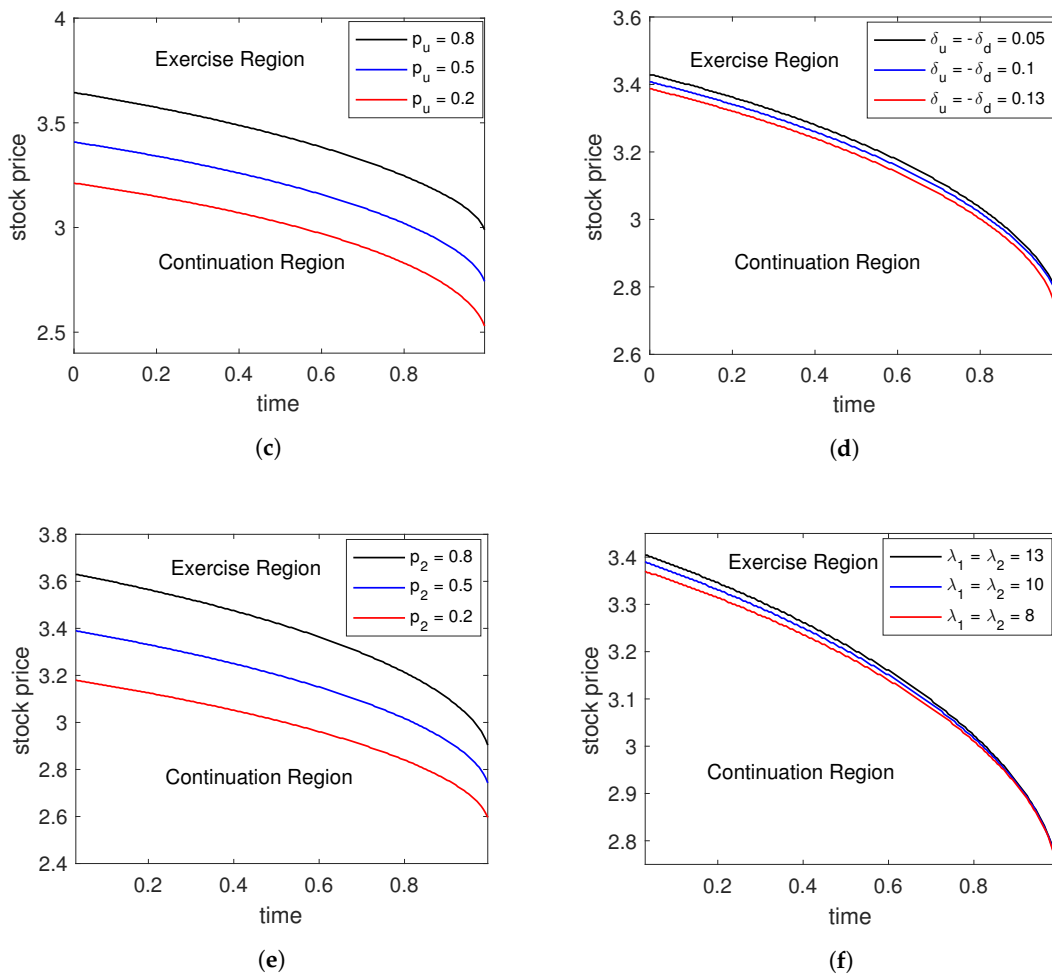 4
3.5
3
2.5
0
0.2
0.4
0.6
0.8
stock price
time
Exercise Region
Continuation Region
p_u = 0.8
p_u = 0.5
p_u = 0.2
(c)
3.6
3.4
3.2
3
2.8
2.6
0
0.2
0.4
0.6
0.8
stock price
time
Exercise Region
Continuation Region
δ_u = -δ_d = 0.05
δ_u = -δ_d = 0.1
δ_u = -δ_d = 0.13
(d)
3.8
3.6
3.4
3.2
3
2.8
2.6
2.4
0.2
0.4
0.6
0.8
stock price
time
Exercise Region
Continuation Region
p_2 = 0.8
p_2 = 0.5
p_2 = 0.2
(e)
3.4
3.3
3.2
3.1
3
2.9
2.8
0.2
0.4
0.6
0.8
stock price
time
Exercise Region
Continuation Region
λ_1 = λ_2 = 13
λ_1 = λ_2 = 10
λ_1 = λ_2 = 8
(f)